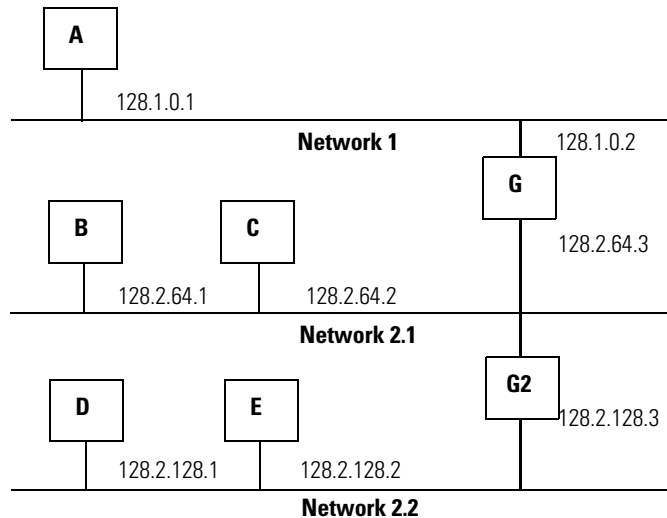 A
128.1.0.1
Network 1
128.1.0.2
G
B
C
128.2.64.3
128.2.64.1
128.2.64.2
Network 2.1
G2
D
E
128.2.128.3
128.2.128.1
128.2.128.2
Network 2.2